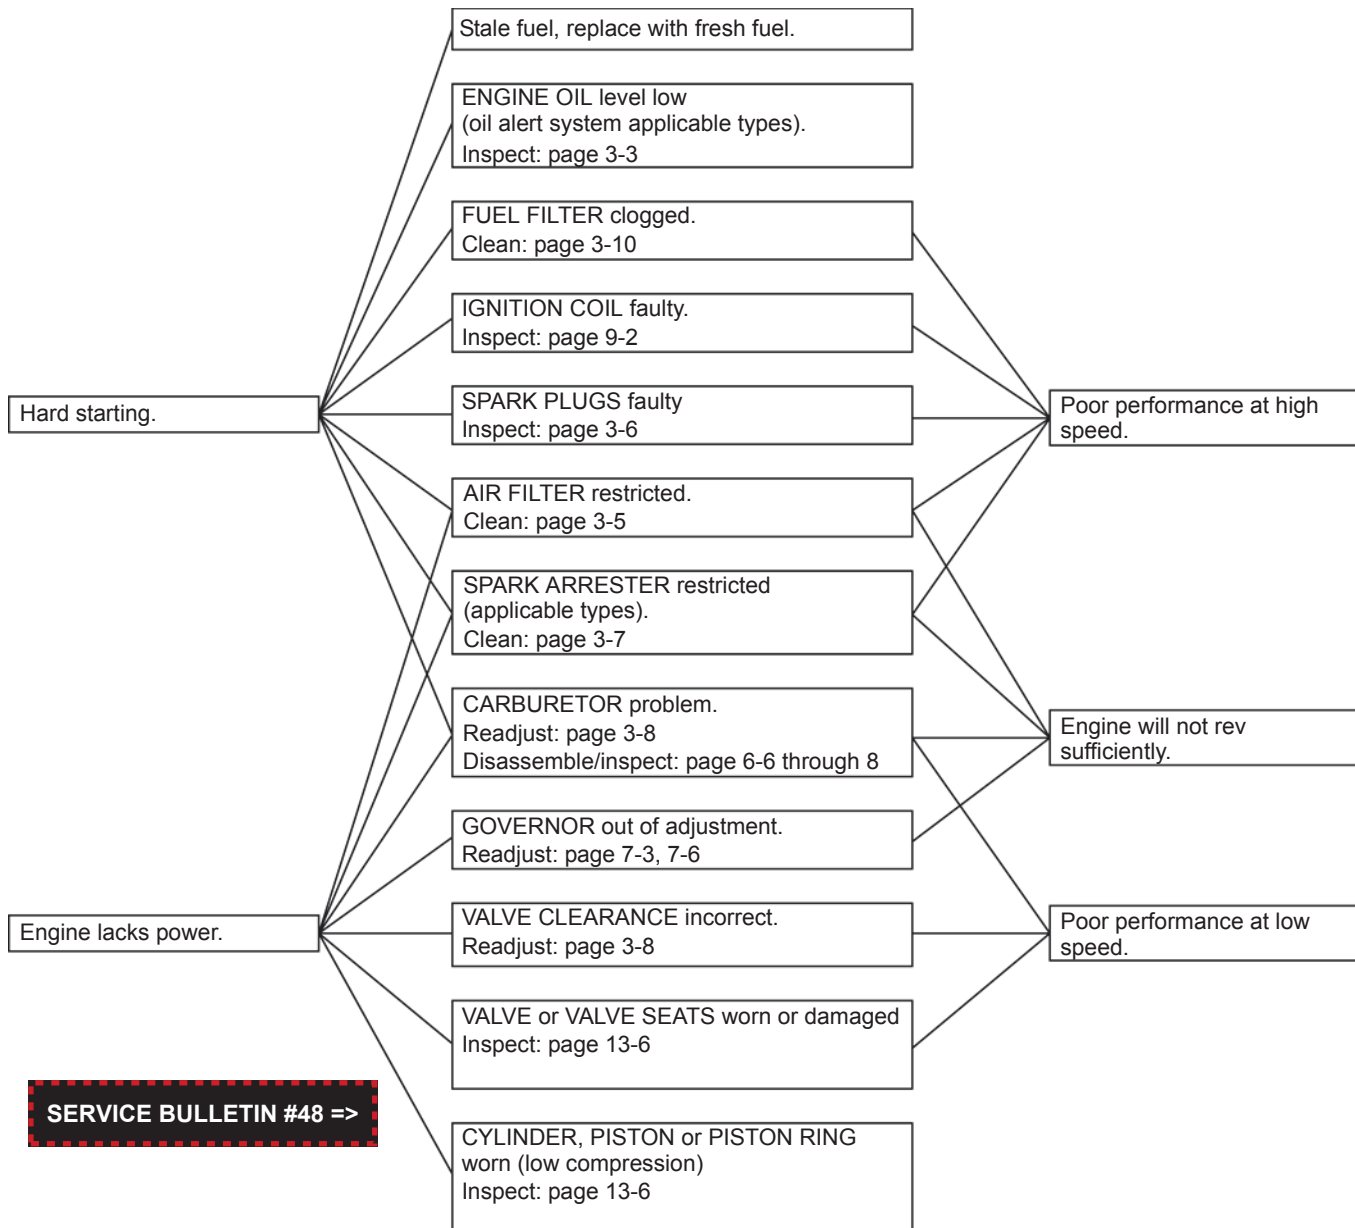 Stale fuel, replace with fresh fuel.
ENGINE OIL level low
(oil alert system applicable types).
Inspect: page 3-3
FUEL FILTER clogged.
Clean: page 3-10
IGNITION COIL faulty.
Inspect: page 9-2
Hard starting.
SPARK PLUGS faulty
Inspect: page 3-6
Poor performance at high
speed.
AIR FILTER restricted.
Clean: page 3-5
SPARK ARRESTER restricted
(applicable types).
Clean: page 3-7
CARBURETOR problem.
Readjust: page 3-8
Disassemble/inspect: page 6-6 through 8
Engine will not rev
sufficiently.
GOVERNOR out of adjustment.
Readjust: page 7-3, 7-6
Engine lacks power.
VALVE CLEARANCE incorrect.
Readjust: page 3-8
Poor performance at low
speed.
VALVE or VALVE SEATS worn or damaged
Inspect: page 13-6
SERVICE BULLETIN #48 =>
CYLINDER, PISTON or PISTON RING
worn (low compression)
Inspect: page 13-6